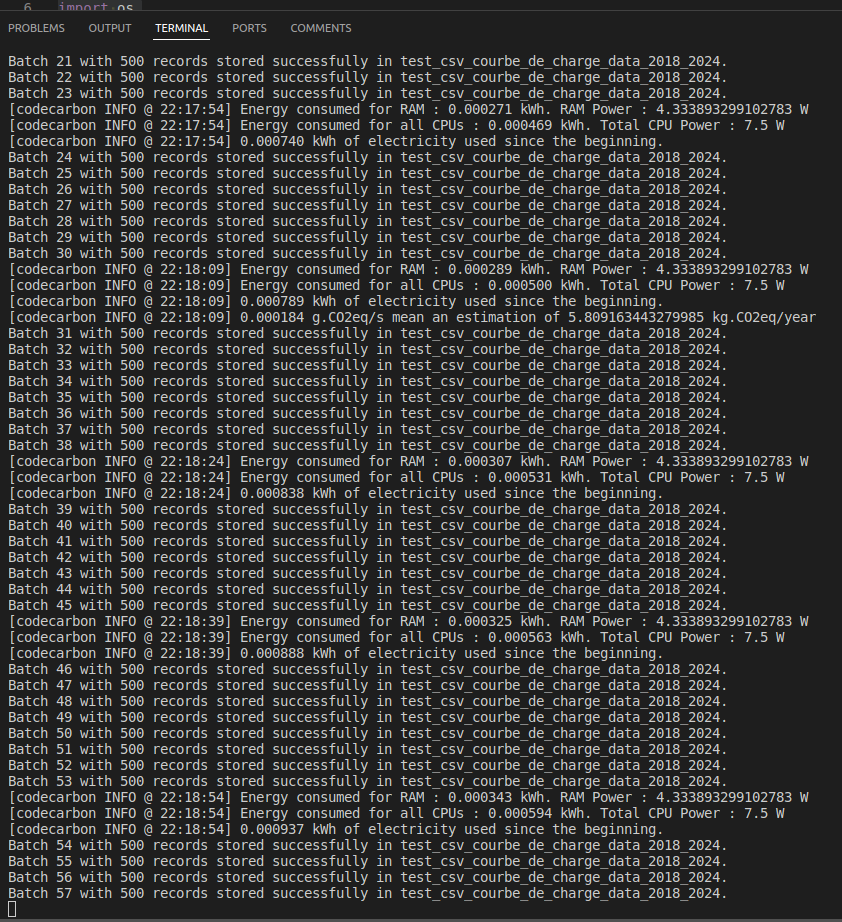 6 import os
PROBLEMS OUTPUT TERMINAL PORTS COMMENTS
Batch 21 with 500 records stored successfully in test_csv_courbe_de_charge_data_2018_2024.
Batch 22 with 500 records stored successfully in test_csv_courbe_de_charge_data_2018_2024.
Batch 23 with 500 records stored successfully in test_csv_courbe_de_charge_data_2018_2024.
[codecarbon INFO @ 22:17:54] Energy consumed for RAM : 0.000271 kWh. RAM Power : 4.333893299102783 W
[codecarbon INFO @ 22:17:54] Energy consumed for all CPUs : 0.000469 kWh. Total CPU Power : 7.5 W
[codecarbon INFO @ 22:17:54] 0.000740 kWh of electricity used since the beginning.
Batch 24 with 500 records stored successfully in test_csv_courbe_de_charge_data_2018_2024.
Batch 25 with 500 records stored successfully in test_csv_courbe_de_charge_data_2018_2024.
Batch 26 with 500 records stored successfully in test_csv_courbe_de_charge_data_2018_2024.
Batch 27 with 500 records stored successfully in test_csv_courbe_de_charge_data_2018_2024.
Batch 28 with 500 records stored successfully in test_csv_courbe_de_charge_data_2018_2024.
Batch 29 with 500 records stored successfully in test_csv_courbe_de_charge_data_2018_2024.
Batch 30 with 500 records stored successfully in test_csv_courbe_de_charge_data_2018_2024.
[codecarbon INFO @ 22:18:09] Energy consumed for RAM : 0.000289 kWh. RAM Power : 4.333893299102783 W
[codecarbon INFO @ 22:18:09] Energy consumed for all CPUs : 0.000500 kWh. Total CPU Power : 7.5 W
[codecarbon INFO @ 22:18:09] 0.000789 kWh of electricity used since the beginning.
[codecarbon INFO @ 22:18:09] 0.000184 g.CO2eq/s mean an estimation of 5.809163443279985 kg.CO2eq/year
Batch 31 with 500 records stored successfully in test_csv_courbe_de_charge_data_2018_2024.
Batch 32 with 500 records stored successfully in test_csv_courbe_de_charge_data_2018_2024.
Batch 33 with 500 records stored successfully in test_csv_courbe_de_charge_data_2018_2024.
Batch 34 with 500 records stored successfully in test_csv_courbe_de_charge_data_2018_2024.
Batch 35 with 500 records stored successfully in test_csv_courbe_de_charge_data_2018_2024.
Batch 36 with 500 records stored successfully in test_csv_courbe_de_charge_data_2018_2024.
Batch 37 with 500 records stored successfully in test_csv_courbe_de_charge_data_2018_2024.
Batch 38 with 500 records stored successfully in test_csv_courbe_de_charge_data_2018_2024.
[codecarbon INFO @ 22:18:24] Energy consumed for RAM : 0.000307 kWh. RAM Power : 4.333893299102783 W
[codecarbon INFO @ 22:18:24] Energy consumed for all CPUs : 0.000531 kWh. Total CPU Power : 7.5 W
[codecarbon INFO @ 22:18:24] 0.000838 kWh of electricity used since the beginning.
Batch 39 with 500 records stored successfully in test_csv_courbe_de_charge_data_2018_2024.
Batch 40 with 500 records stored successfully in test_csv_courbe_de_charge_data_2018_2024.
Batch 41 with 500 records stored successfully in test_csv_courbe_de_charge_data_2018_2024.
Batch 42 with 500 records stored successfully in test_csv_courbe_de_charge_data_2018_2024.
Batch 43 with 500 records stored successfully in test_csv_courbe_de_charge_data_2018_2024.
Batch 44 with 500 records stored successfully in test_csv_courbe_de_charge_data_2018_2024.
Batch 45 with 500 records stored successfully in test_csv_courbe_de_charge_data_2018_2024.
[codecarbon INFO @ 22:18:39] Energy consumed for RAM : 0.000325 kWh. RAM Power : 4.333893299102783 W
[codecarbon INFO @ 22:18:39] Energy consumed for all CPUs : 0.000563 kWh. Total CPU Power : 7.5 W
[codecarbon INFO @ 22:18:39] 0.000888 kWh of electricity used since the beginning.
Batch 46 with 500 records stored successfully in test_csv_courbe_de_charge_data_2018_2024.
Batch 47 with 500 records stored successfully in test_csv_courbe_de_charge_data_2018_2024.
Batch 48 with 500 records stored successfully in test_csv_courbe_de_charge_data_2018_2024.
Batch 49 with 500 records stored successfully in test_csv_courbe_de_charge_data_2018_2024.
Batch 50 with 500 records stored successfully in test_csv_courbe_de_charge_data_2018_2024.
Batch 51 with 500 records stored successfully in test_csv_courbe_de_charge_data_2018_2024.
Batch 52 with 500 records stored successfully in test_csv_courbe_de_charge_data_2018_2024.
Batch 53 with 500 records stored successfully in test_csv_courbe_de_charge_data_2018_2024.
[codecarbon INFO @ 22:18:54] Energy consumed for RAM : 0.000343 kWh. RAM Power : 4.333893299102783 W
[codecarbon INFO @ 22:18:54] Energy consumed for all CPUs : 0.000594 kWh. Total CPU Power : 7.5 W
[codecarbon INFO @ 22:18:54] 0.000937 kWh of electricity used since the beginning.
Batch 54 with 500 records stored successfully in test_csv_courbe_de_charge_data_2018_2024.
Batch 55 with 500 records stored successfully in test_csv_courbe_de_charge_data_2018_2024.
Batch 56 with 500 records stored successfully in test_csv_courbe_de_charge_data_2018_2024.
Batch 57 with 500 records stored successfully in test_csv_courbe_de_charge_data_2018_2024.